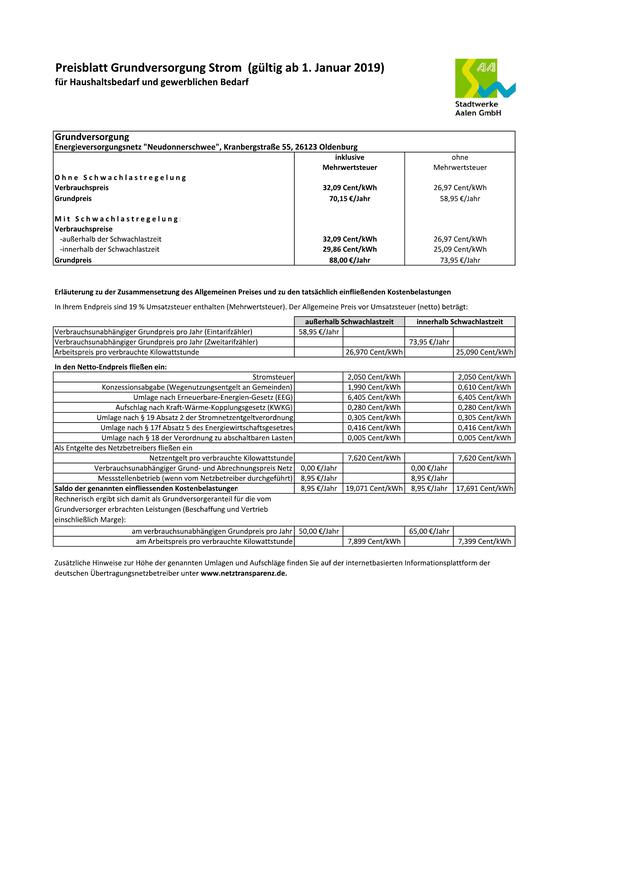 Preisblatt Grundversorgung Strom (gültig ab 1. Januar 2019)
für Haushaltsbedarf und gewerblichen Bedarf
AA
Stadtwerke
Aalen GmbH
Grundversorgung
Energieversorgungsnetz "Neudonnerschwee", Kranbergstraße 55, 26123 Oldenburg
inklusive ohne
Mehrwertsteuer Mehrwertsteuer
Ohne Schwachlastregelung
Verbrauchspreis 32,09 Cent/kWh 26,97 Cent/kWh
Grundpreis 70,15 €/Jahr 58,95 €/Jahr
Mit Schwachlastregelung
Verbrauchspreise
-außerhalb der Schwachlastzeit 32,09 Cent/kWh 26,97 Cent/kWh
-innerhalb der Schwachlastzeit 29,86 Cent/kWh 25,09 Cent/kWh
Grundpreis 88,00 €/Jahr 73,95 €/Jahr
Erläuterung zu der Zusammensetzung des Allgemeinen Preises und zu den tatsächlich einfließenden Kostenbelastungen
In Ihrem Endpreis sind 19 % Umsatzsteuer enthalten (Mehrwertsteuer). Der Allgemeine Preis vor Umsatzsteuer (netto) beträgt:
außerhalb Schwachlastzeit innerhalb Schwachlastzeit
Verbrauchsunabhängiger Grundpreis pro Jahr (Eintarifzähler) 58,95 €/Jahr
Verbrauchsunabhängiger Grundpreis pro Jahr (Zweitarifzähler) 73,95 €/Jahr
Arbeitspreis pro verbrauchte Kilowattstunde 26,970 Cent/kWh 25,090 Cent/kWh
In den Netto-Endpreis fließen ein:
Stromsteuer 2,050 Cent/kWh 2,050 Cent/kWh
Konzessionsabgabe (Wegenutzungsentgelt an Gemeinden) 1,990 Cent/kWh 0,610 Cent/kWh
Umlage nach Erneuerbare-Energien-Gesetz (EEG) 6,405 Cent/kWh 6,405 Cent/kWh
Aufschlag nach Kraft-Wärme-Kopplungsgesetz (KWKG) 0,280 Cent/kWh 0,280 Cent/kWh
Umlage nach § 19 Absatz 2 der Stromnetzentgeltverordnung 0,305 Cent/kWh 0,305 Cent/kWh
Umlage nach § 17f Absatz 5 des Energiewirtschaftsgesetzes 0,416 Cent/kWh 0,416 Cent/kWh
Umlage nach § 18 der Verordnung zu abschaltbaren Lasten 0,005 Cent/kWh 0,005 Cent/kWh
Als Entgelte des Netzbetreibers fließen ein
Netzentgelt pro verbrauchte Kilowattstunde 7,620 Cent/kWh 7,620 Cent/kWh
Verbrauchsunabhängiger Grund- und Abrechnungspreis Netz 0,00 €/Jahr 0,00 €/Jahr
Messstellenbetrieb (wenn vom Netzbetreiber durchgeführt) 8,95 €/Jahr 8,95 €/Jahr
Saldo der genannten einfliessenden Kostenbelastungen 8,95 €/Jahr 19,071 Cent/kWh 8,95 €/Jahr 17,691 Cent/kWh
Rechnerisch ergibt sich damit als Grundversorgeranteil für die vom
Grundversorger erbrachten Leistungen (Beschaffung und Vertrieb
einschließlich Marge):
am verbrauchsunabhängigen Grundpreis pro Jahr 50,00 €/Jahr 65,00 €/Jahr
am Arbeitspreis pro verbrauchte Kilowattstunde 7,899 Cent/kWh 7,399 Cent/kWh
Zusätzliche Hinweise zur Höhe der genannten Umlagen und Aufschläge finden Sie auf der internetbasierten Informationsplattform der
deutschen Übertragungsnetzbetreiber unter www.netztransparenz.de.